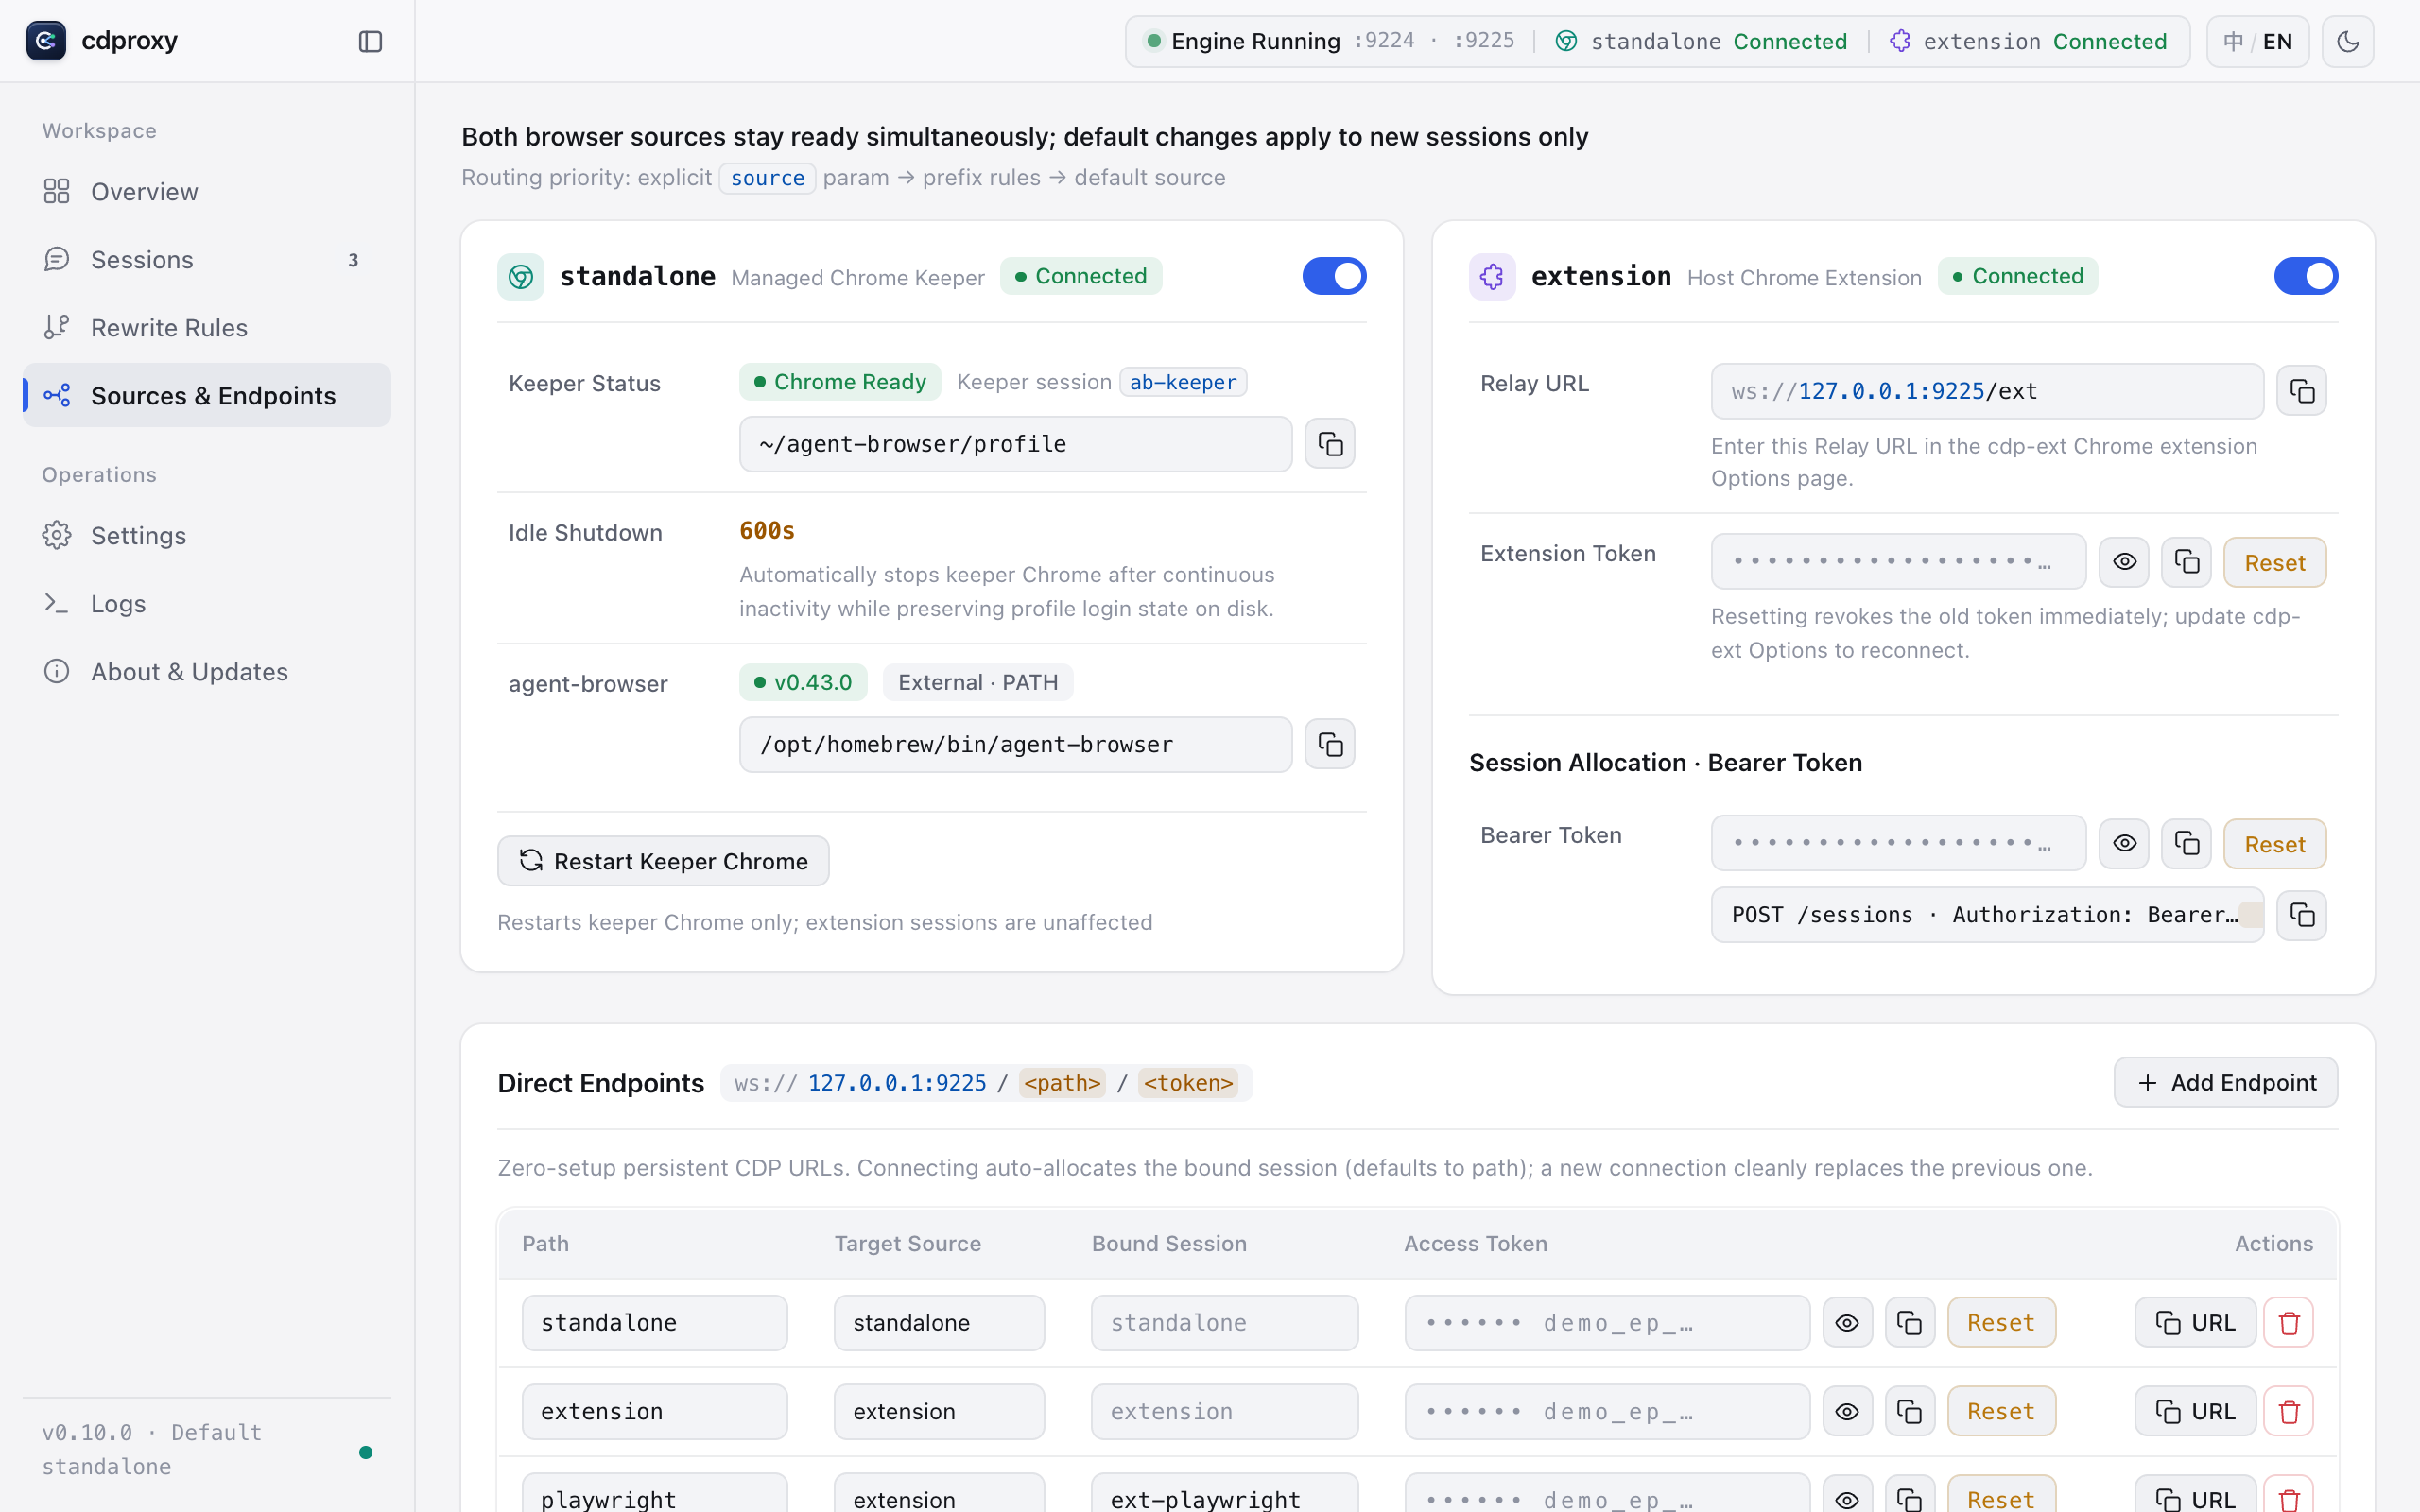 cdproxy
Engine Running :9224 · :9225
standalone Connected
extension Connected
中 / EN
Workspace
Overview
Sessions 3
Rewrite Rules
Sources & Endpoints
Operations
Settings
Logs
About & Updates
v0.10.0 · Default
standalone
Both browser sources stay ready simultaneously; default changes apply to new sessions only
Routing priority: explicit source param → prefix rules → default source
standalone Managed Chrome Keeper Connected
Keeper Status
Chrome Ready Keeper session ab-keeper
~/agent-browser/profile
Idle Shutdown
600s
Automatically stops keeper Chrome after continuous
inactivity while preserving profile login state on disk.
agent-browser
v0.43.0 External · PATH
/opt/homebrew/bin/agent-browser
Restart Keeper Chrome
Restarts keeper Chrome only; extension sessions are unaffected
extension Host Chrome Extension Connected
Relay URL
ws://127.0.0.1:9225/ext
Enter this Relay URL in the cdp-ext Chrome extension
Options page.
Extension Token
•••••••••••••••••… Reset
Resetting revokes the old token immediately; update cdp-
ext Options to reconnect.
Session Allocation · Bearer Token
Bearer Token
•••••••••••••••••… Reset
POST /sessions · Authorization: Bearer…
Direct Endpoints ws:// 127.0.0.1:9225 / <path> / <token>
+ Add Endpoint
Zero-setup persistent CDP URLs. Connecting auto-allocates the bound session (defaults to path); a new connection cleanly replaces the previous one.
Path Target Source Bound Session Access Token Actions
standalone standalone standalone •••••• demo_ep_… Reset URL
extension extension extension •••••• demo_ep_… Reset URL
playwright extension ext-playwright •••••• demo_ep_… Reset URL